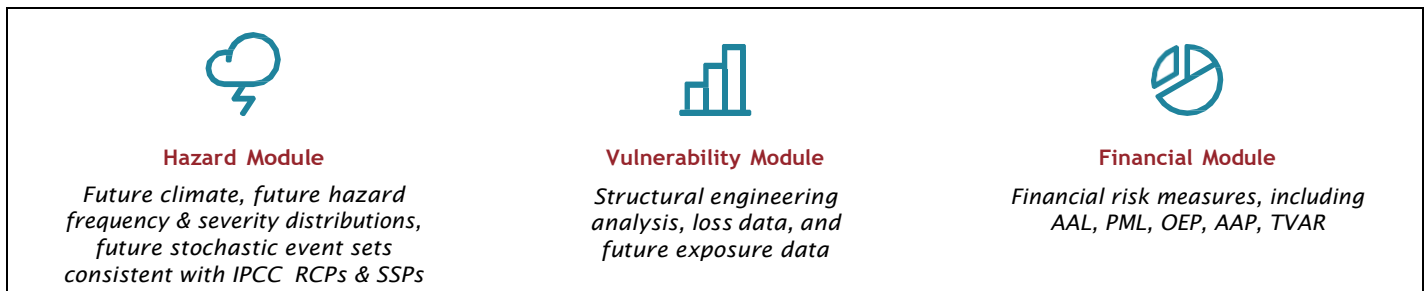 Hazard Module
Future climate, future hazard
frequency & severity distributions,
future stochastic event sets
consistent with IPCC RCPs & SSPs
Vulnerability Module
Structural engineering
analysis, loss data, and
future exposure data
Financial Module
Financial risk measures, including
AAL, PML, OEP, AAP, TVAR